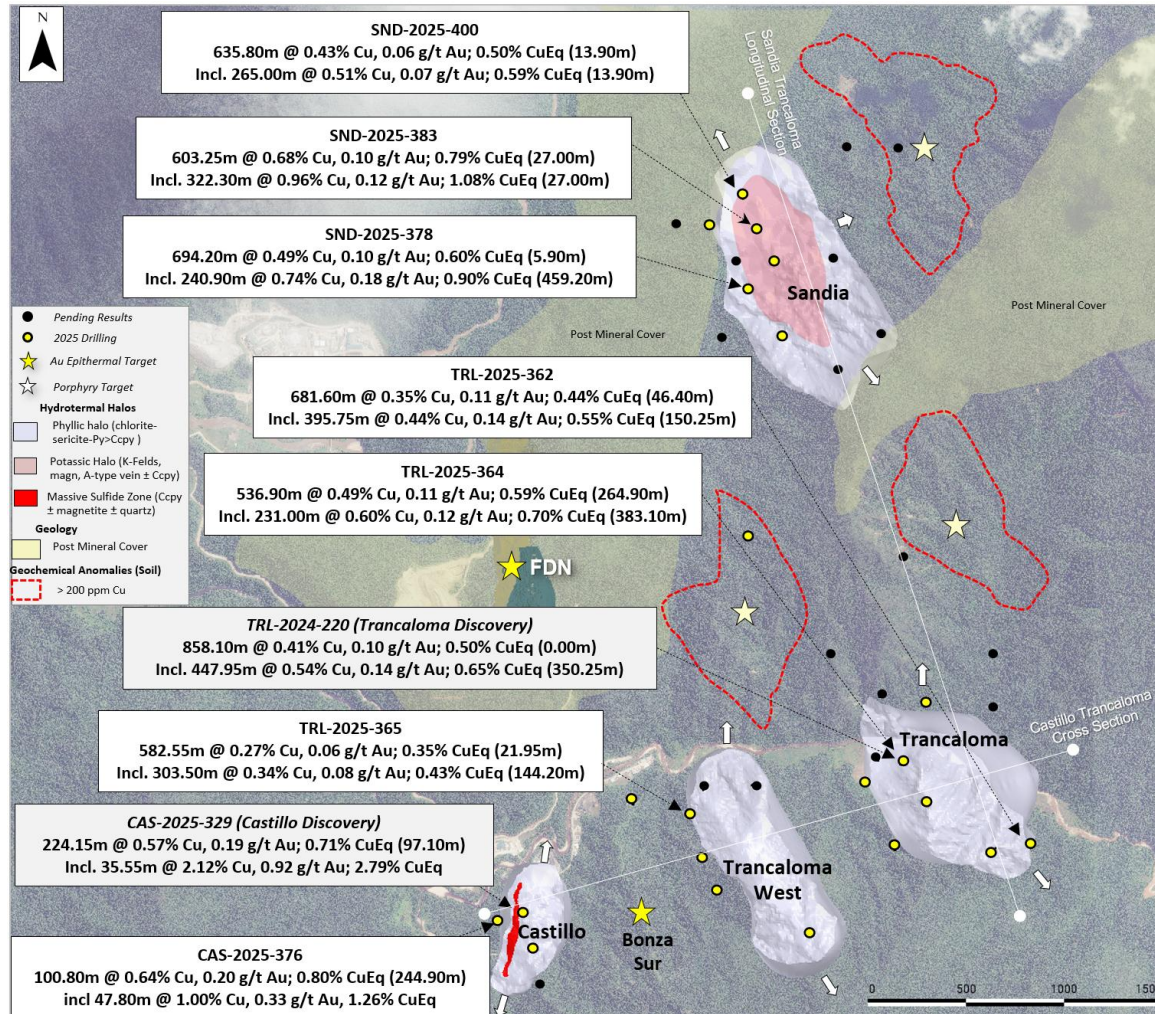 N
SND-2025-400
635.80m @ 0.43% Cu, 0.06 g/t Au; 0.50% CuEq (13.90m)
Incl. 265.00m @ 0.51% Cu, 0.07 g/t Au; 0.59% CuEq (13.90m)
Sandia Trancaloma
Longitudinal Section
SND-2025-383
603.25m @ 0.68% Cu, 0.10 g/t Au; 0.79% CuEq (27.00m)
Incl. 322.30m @ 0.96% Cu, 0.12 g/t Au; 1.08% CuEq (27.00m)
SND-2025-378
694.20m @ 0.49% Cu, 0.10 g/t Au; 0.60% CuEq (5.90m)
Incl. 240.90m @ 0.74% Cu, 0.18 g/t Au; 0.90% CuEq (459.20m)
Sandia
Post Mineral Cover
Post Mineral Cover
Pending Results
2025 Drilling
Au Epithermal Target
Porphyry Target
Hydrotermal Halos
Phyllic halo (chlorite-
sericite-Py>Ccpy )
Potassic Halo (K-Felds,
magn, A-type vein ± Ccpy)
Massive Sulfide Zone (Ccpy
± magnetite ± quartz)
Geology
Post Mineral Cover
Geochemical Anomalies (Soil)
> 200 ppm Cu
TRL-2025-362
681.60m @ 0.35% Cu, 0.11 g/t Au; 0.44% CuEq (46.40m)
Incl. 395.75m @ 0.44% Cu, 0.14 g/t Au; 0.55% CuEq (150.25m)
TRL-2025-364
536.90m @ 0.49% Cu, 0.11 g/t Au; 0.59% CuEq (264.90m)
Incl. 231.00m @ 0.60% Cu, 0.12 g/t Au; 0.70% CuEq (383.10m)
FDN
TRL-2024-220 (Trancaloma Discovery)
858.10m @ 0.41% Cu, 0.10 g/t Au; 0.50% CuEq (0.00m)
Incl. 447.95m @ 0.54% Cu, 0.14 g/t Au; 0.65% CuEq (350.25m)
Castillo Trancaloma
Cross Section
TRL-2025-365
582.55m @ 0.27% Cu, 0.06 g/t Au; 0.35% CuEq (21.95m)
Incl. 303.50m @ 0.34% Cu, 0.08 g/t Au; 0.43% CuEq (144.20m)
Trancaloma
CAS-2025-329 (Castillo Discovery)
224.15m @ 0.57% Cu, 0.19 g/t Au; 0.71% CuEq (97.10m)
Incl. 35.55m @ 2.12% Cu, 0.92 g/t Au; 2.79% CuEq
Trancaloma
West
Castillo
Bonza
Sur
CAS-2025-376
100.80m @ 0.64% Cu, 0.20 g/t Au; 0.80% CuEq (244.90m)
incl 47.80m @ 1.00% Cu, 0.33 g/t Au, 1.26% CuEq
0 500 1000